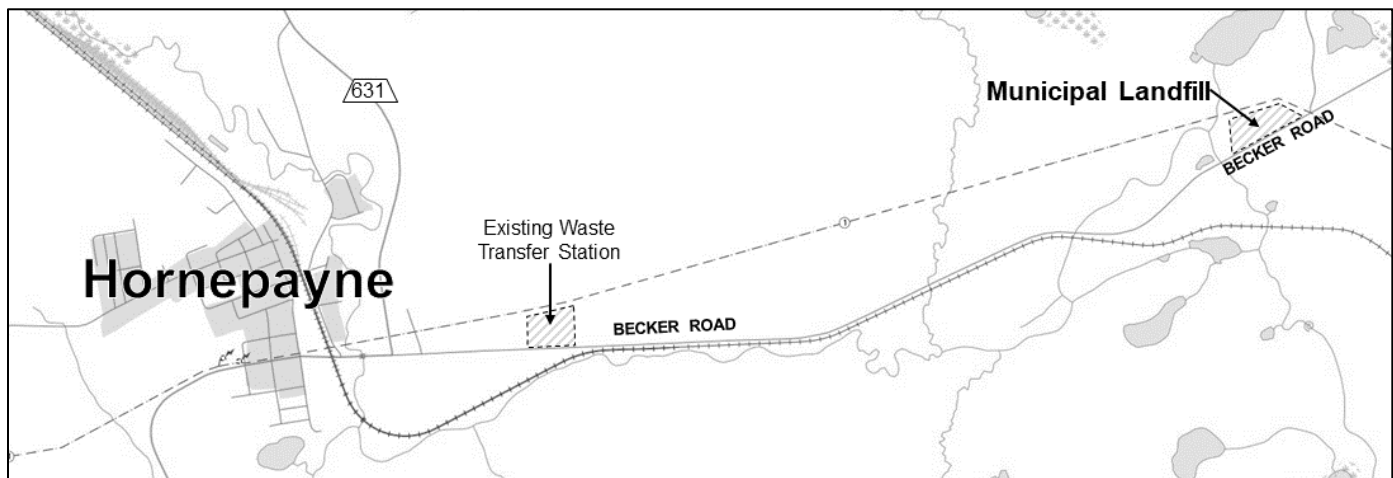 631
Municipal Landfill
BECKER ROAD
Existing Waste
Transfer Station
Hornepayne
BECKER ROAD